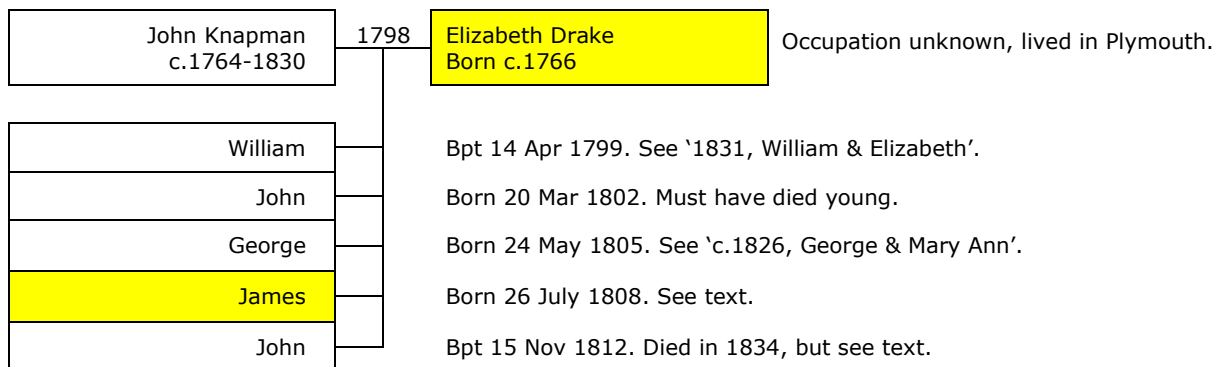 John Knapman 1798 Elizabeth Drake Occupation unknown, lived in Plymouth.
c.1764-1830 Born c.1766
William Bpt 14 Apr 1799. See ‘1831, William & Elizabeth’.
John Born 20 Mar 1802. Must have died young.
George Born 24 May 1805. See ‘c.1826, George & Mary Ann’.
James Born 26 July 1808. See text.
John Bpt 15 Nov 1812. Died in 1834, but see text.